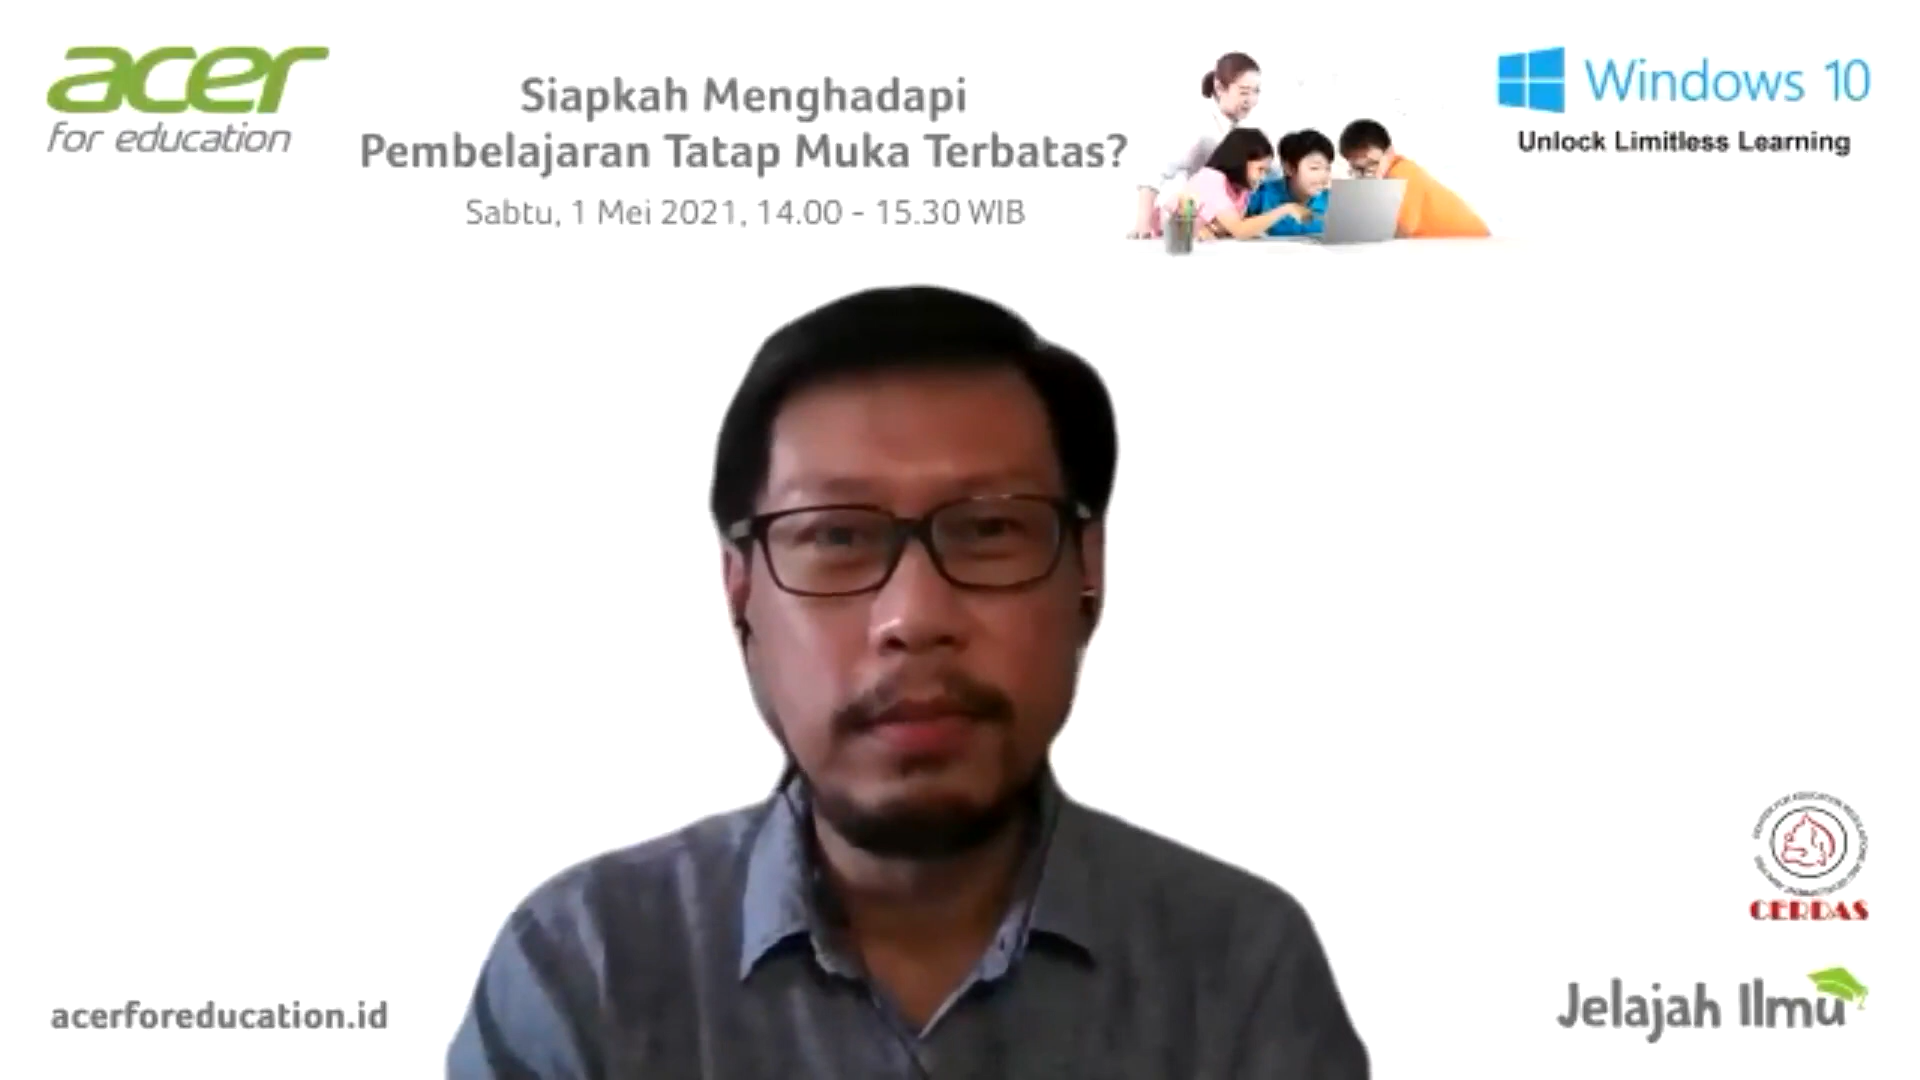 acer
for education
Siapkah Menghadapi
Pembelajaran Tatap Muka Terbatas?
Sabtu, 1 Mei 2021, 14.00 - 15.30 WIB
Windows 10
Unlock Limitless Learning
CERDAS
acerforeducation.id
Jelajah Ilmu